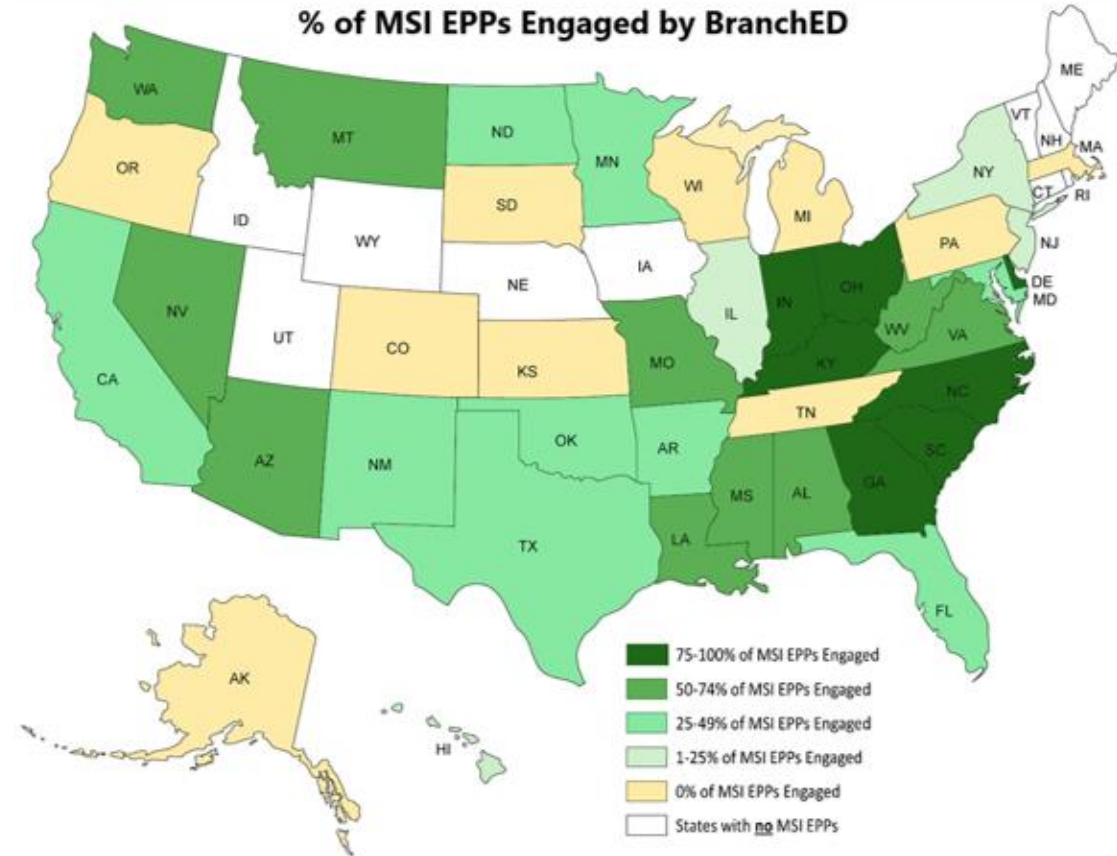 % of MSI EPPs Engaged by BranchED
WA
MT
ND
MN
ME
VT
NH
MA
OR
ID
SD
WI
MI
NY
CT
RI
WY
PA
NJ
IA
NE
DE
MD
NV
UT
IL
IN
OH
WV
VA
CA
CO
KS
MO
KY
NC
TN
AZ
NM
OK
AR
SC
MS
AL
GA
TX
LA
FL
AK
HI
75-100% of MSI EPPs Engaged
50-74% of MSI EPPs Engaged
25-49% of MSI EPPs Engaged
1-25% of MSI EPPs Engaged
0% of MSI EPPs Engaged
States with no MSI EPPs